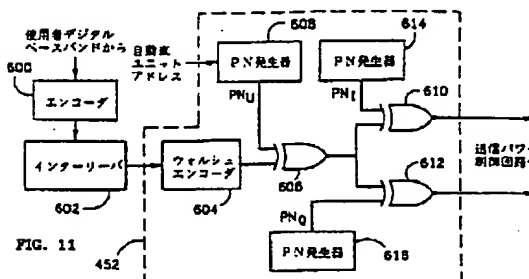 使用者デジタル
ベースバンドから
600
エンコーダ
インターリーバ
602
ウォルシュ
エンコーダ
604
自動車
ユニット
アドレス
608
PN発生器
PNU
606
614
PN発生器
PNI
610
612
送信パワー
制御回路へ
PNQ
PN発生器
616
452
FIG. 11